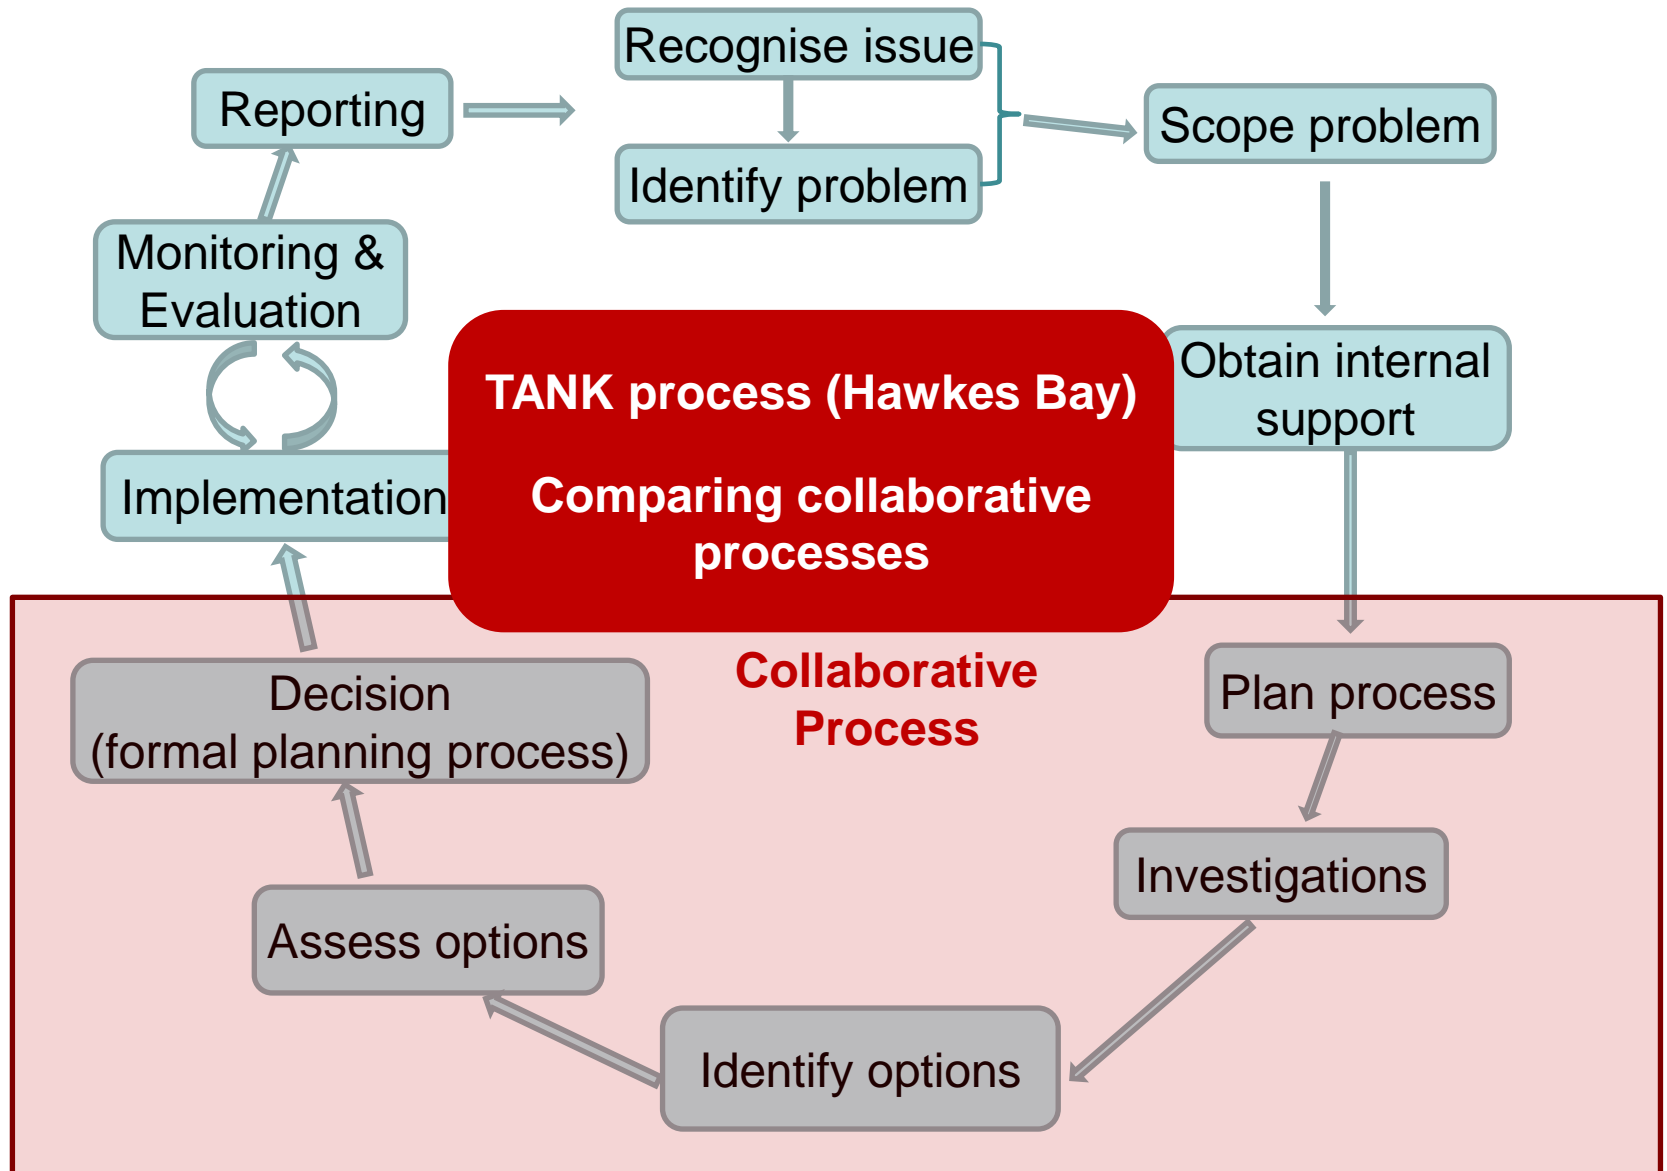 Recognise issue
Reporting
Scope problem
Identify problem
Monitoring &
Evaluation
Obtain internal
support
TANK process (Hawkes Bay)
Comparing collaborative
processes
Implementation
Collaborative
Process
Decision
(formal planning process)
Plan process
Investigations
Assess options
Identify options